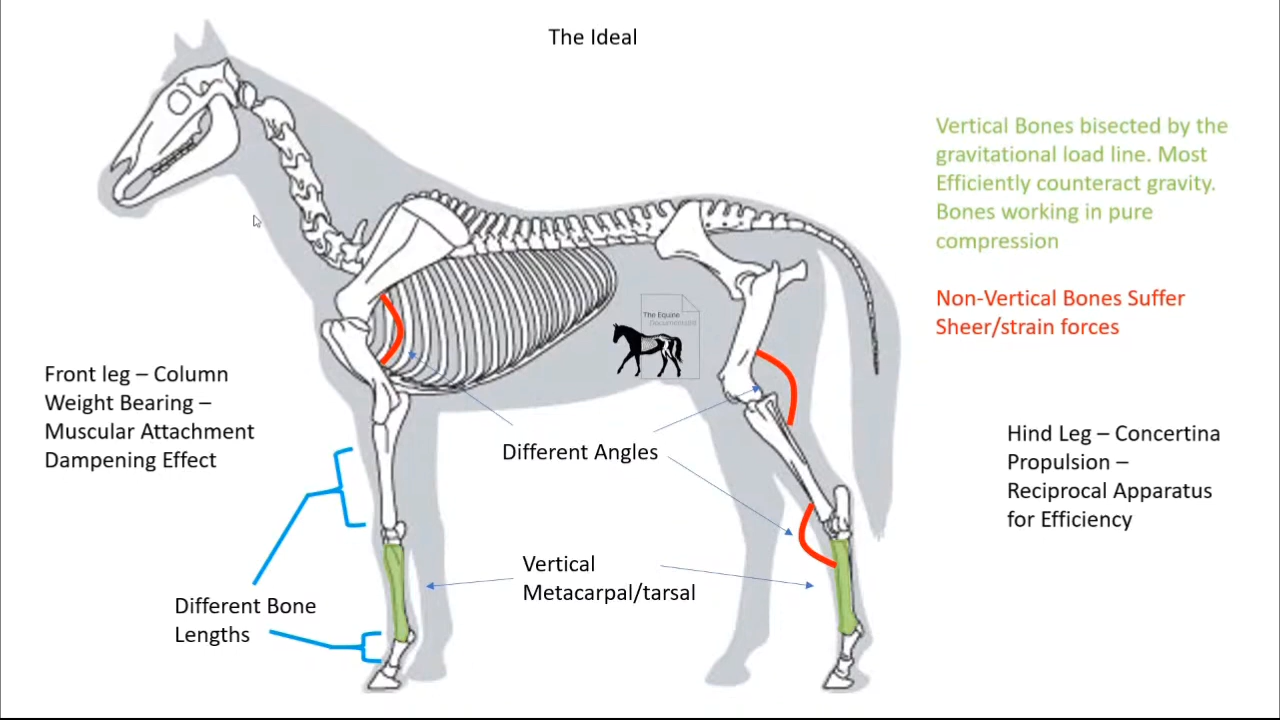 The Ideal
Vertical Bones bisected by the
gravitational load line. Most
Efficiently counteract gravity.
Bones working in pure
compression
Non-Vertical Bones Suffer
Sheer/strain forces
The Equine
Documentalist
Front leg – Column
Weight Bearing –
Muscular Attachment
Dampening Effect
Different Angles
Hind Leg – Concertina
Propulsion –
Reciprocal Apparatus
for Efficiency
Vertical
Metacarpal/tarsal
Different Bone
Lengths